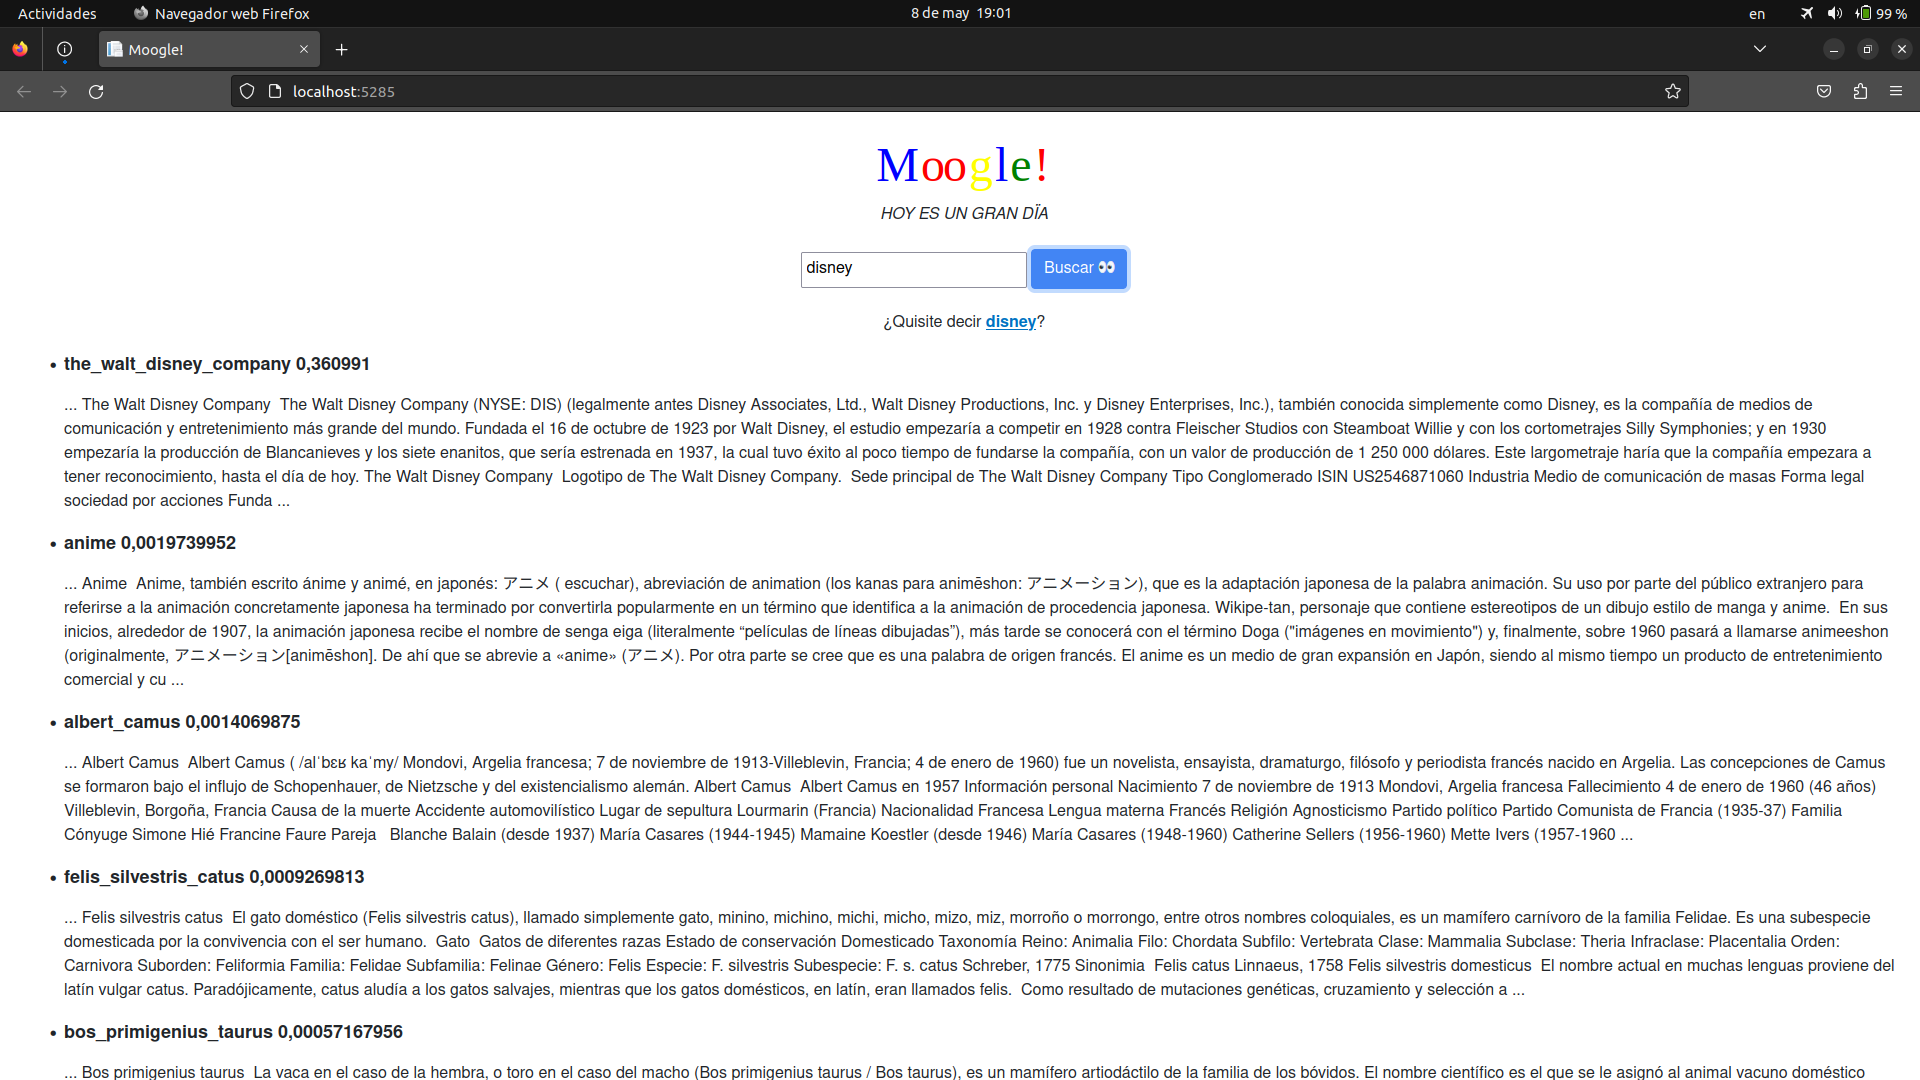 Actividades Navegador web Firefox 8 de may 19:01 en 99 %
Moogle!
localhost:5285
Moogle!
HOY ES UN GRAN DÏA
disney Buscar 👀
¿Quisite decir disney?
• the_walt_disney_company 0,360991
... The Walt Disney Company The Walt Disney Company (NYSE: DIS) (legalmente antes Disney Associates, Ltd., Walt Disney Productions, Inc. y Disney Enterprises, Inc.), también conocida simplemente como Disney, es la compañía de medios de
comunicación y entretenimiento más grande del mundo. Fundada el 16 de octubre de 1923 por Walt Disney, el estudio empezaría a competir en 1928 contra Fleischer Studios con Steamboat Willie y con los cortometrajes Silly Symphonies; y en 1930
empezaría la producción de Blancanieves y los siete enanitos, que sería estrenada en 1937, la cual tuvo éxito al poco tiempo de fundarse la compañía, con un valor de producción de 1 250 000 dólares. Este largometraje haría que la compañía empezara a
tener reconocimiento, hasta el día de hoy. The Walt Disney Company Logotipo de The Walt Disney Company. Sede principal de The Walt Disney Company Tipo Conglomerado ISIN US2546871060 Industria Medio de comunicación de masas Forma legal
sociedad por acciones Funda ...
• anime 0,0019739952
... Anime Anime, también escrito ánime y animé, en japonés: アニメ ( escuchar), abreviación de animation (los kanas para animēshon: アニメーション), que es la adaptación japonesa de la palabra animación. Su uso por parte del público extranjero para
referirse a la animación concretamente japonesa ha terminado por convertirla popularmente en un término que identifica a la animación de procedencia japonesa. Wikipe-tan, personaje que contiene estereotipos de un dibujo estilo de manga y anime. En sus
inicios, alrededor de 1907, la animación japonesa recibe el nombre de senga eiga (literalmente “películas de líneas dibujadas”), más tarde se conocerá con el término Doga ("imágenes en movimiento") y, finalmente, sobre 1960 pasará a llamarse animeeshon
(originalmente, アニメーション[animēshon]. De ahí que se abrevie a «anime» (アニメ). Por otra parte se cree que es una palabra de origen francés. El anime es un medio de gran expansión en Japón, siendo al mismo tiempo un producto de entretenimiento
comercial y cu ...
• albert_camus 0,0014069875
... Albert Camus Albert Camus ( /alˈbɛʁ kaˈmy/ Mondovi, Argelia francesa; 7 de noviembre de 1913-Villeblevin, Francia; 4 de enero de 1960) fue un novelista, ensayista, dramaturgo, filósofo y periodista francés nacido en Argelia. Las concepciones de Camus
se formaron bajo el influjo de Schopenhauer, de Nietzsche y del existencialismo alemán. Albert Camus Albert Camus en 1957 Información personal Nacimiento 7 de noviembre de 1913 Mondovi, Argelia francesa Fallecimiento 4 de enero de 1960 (46 años)
Villeblevin, Borgoña, Francia Causa de la muerte Accidente automovilístico Lugar de sepultura Lourmarin (Francia) Nacionalidad Francesa Lengua materna Francés Religión Agnosticismo Partido político Partido Comunista de Francia (1935-37) Familia
Cónyuge Simone Hié Francine Faure Pareja Blanche Balain (desde 1937) María Casares (1944-1945) Mamaine Koestler (desde 1946) María Casares (1948-1960) Catherine Sellers (1956-1960) Mette Ivers (1957-1960 ...
• felis_silvestris_catus 0,0009269813
... Felis silvestris catus El gato doméstico (Felis silvestris catus), llamado simplemente gato, minino, michino, michi, micho, mizo, miz, morroño o morrongo, entre otros nombres coloquiales, es un mamífero carnívoro de la familia Felidae. Es una subespecie
domesticada por la convivencia con el ser humano. Gato Gatos de diferentes razas Estado de conservación Domesticado Taxonomía Reino: Animalia Filo: Chordata Subfilo: Vertebrata Clase: Mammalia Subclase: Theria Infraclase: Placentalia Orden:
Carnivora Suborden: Feliformia Familia: Felidae Subfamilia: Felinae Género: Felis Especie: F. silvestris Subespecie: F. s. catus Schreber, 1775 Sinonimia Felis catus Linnaeus, 1758 Felis silvestris domesticus El nombre actual en muchas lenguas proviene del
latín vulgar catus. Paradójicamente, catus aludía a los gatos salvajes, mientras que los gatos domésticos, en latín, eran llamados felis. Como resultado de mutaciones genéticas, cruzamiento y selección a ...
• bos_primigenius_taurus 0,00057167956
... Bos primigenius taurus La vaca en el caso de la hembra, o toro en el caso del macho (Bos primigenius taurus / Bos taurus), es un mamífero artiodáctilo de la familia de los bóvidos. El nombre científico es el que se le asignó al animal vacuno doméstico